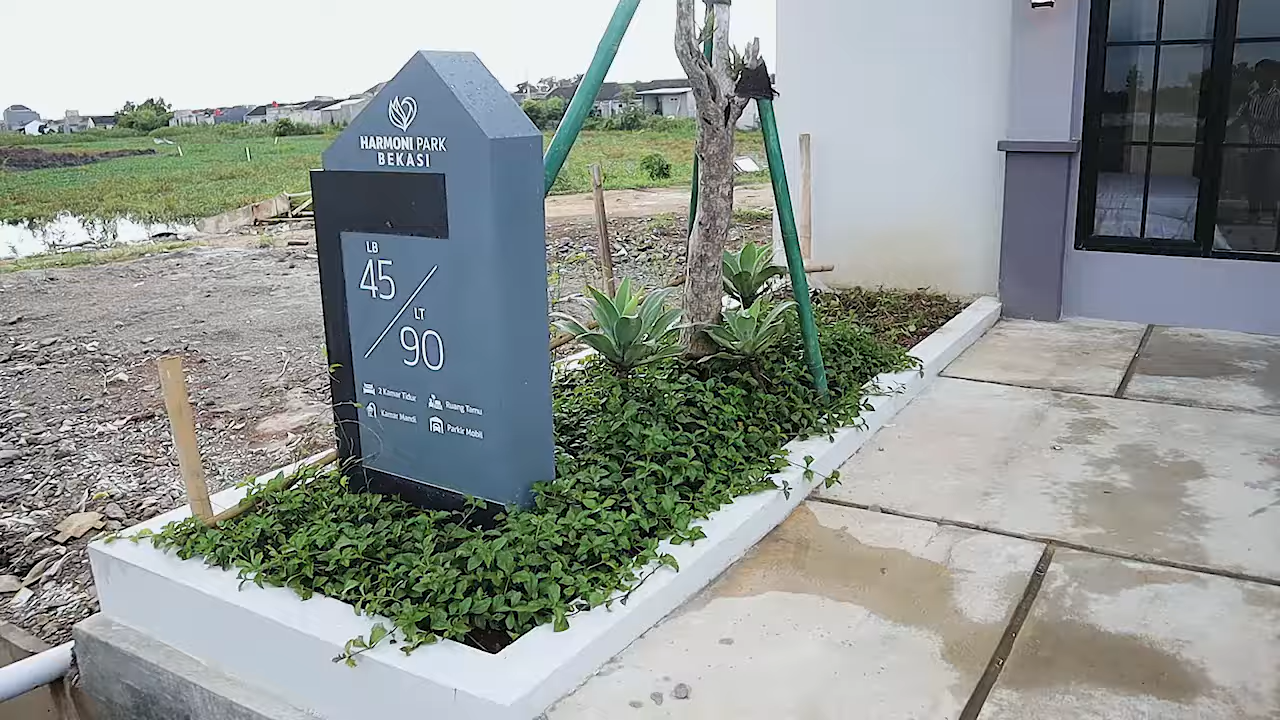 HARMONI PARK
BEKASI
LB
45
LT
90
2 Kamar Tidur
Ruang Tamu
Kamar Mandi
Parkir Mobil